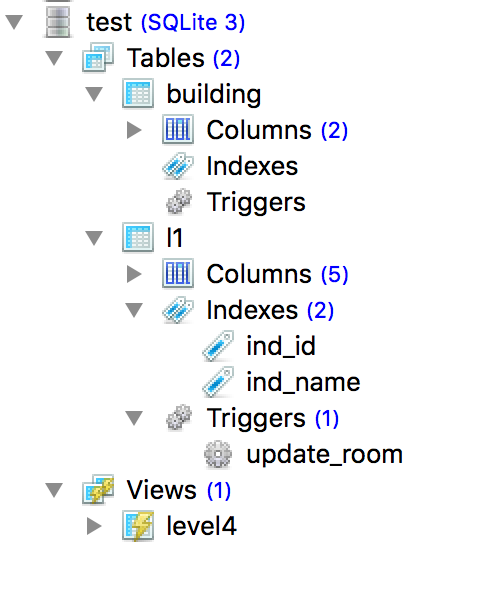 test (SQLite 3)
Tables (2)
building
Columns (2)
Indexes
Triggers
l1
Columns (5)
Indexes (2)
ind_id
ind_name
Triggers (1)
update_room
Views (1)
level4